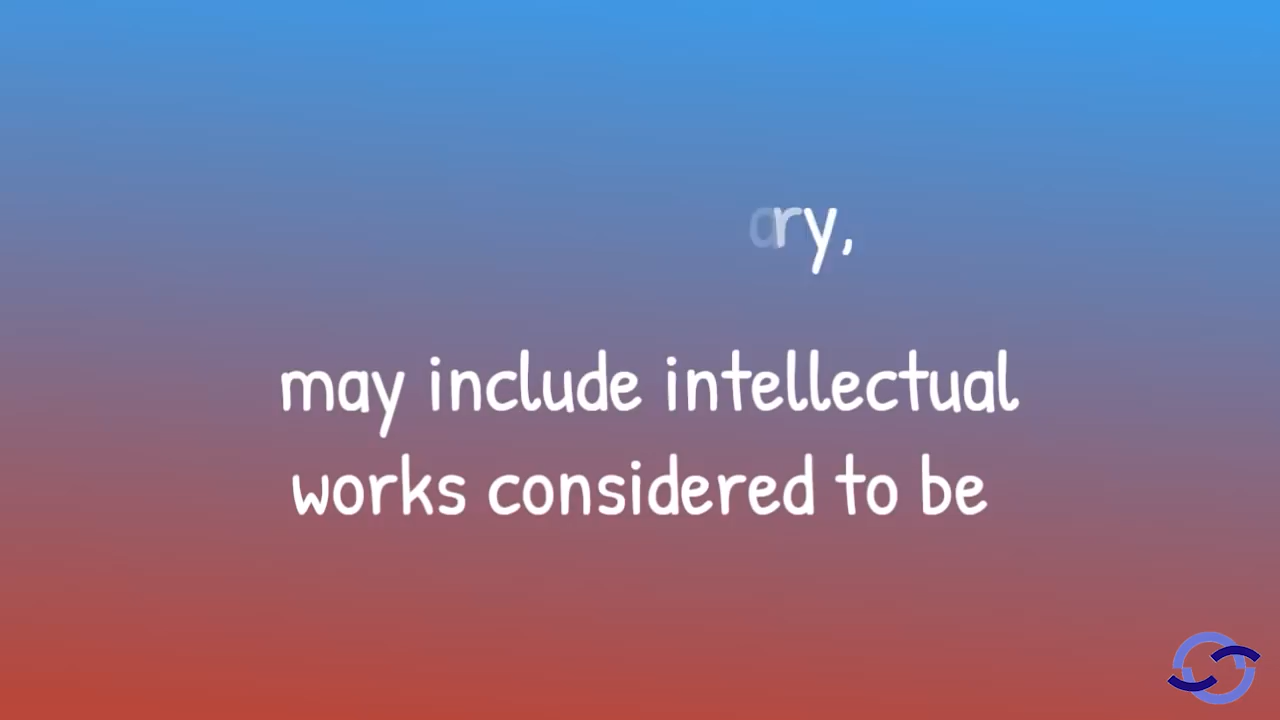 ary,
may include intellectual
works considered to be